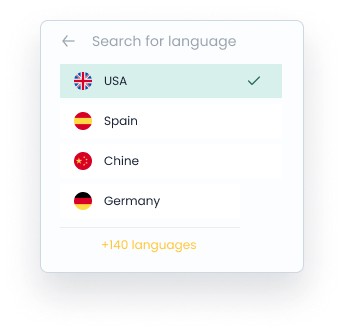 Search for language
USA
Spain
Chine
Germany
+140 languages